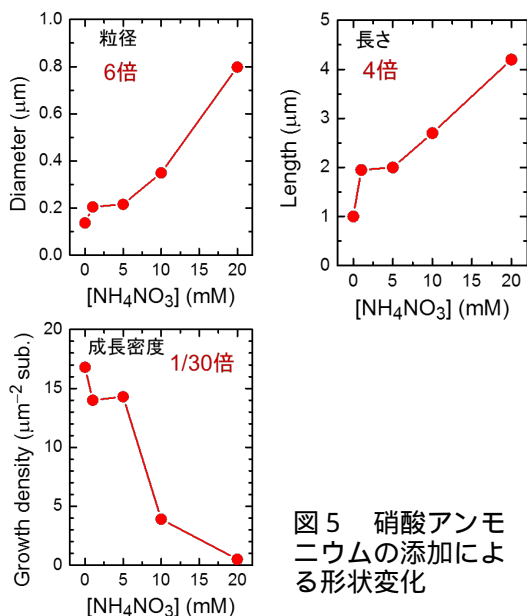 粒径
6倍
1.0
0.8
0.6
0.4
0.2
0.0
Diameter (μm)
0 5 10 15 20
[NH4NO3] (mM)
長さ
4倍
5
4
3
2
1
0
Length (μm)
0 5 10 15 20
[NH4NO3] (mM)
成長密度
1/30倍
20
15
10
5
0
Growth density (μm−2 sub.)
0 5 10 15 20
[NH4NO3] (mM)
図5 硝酸アンモ
ニウムの添加によ
る形状変化